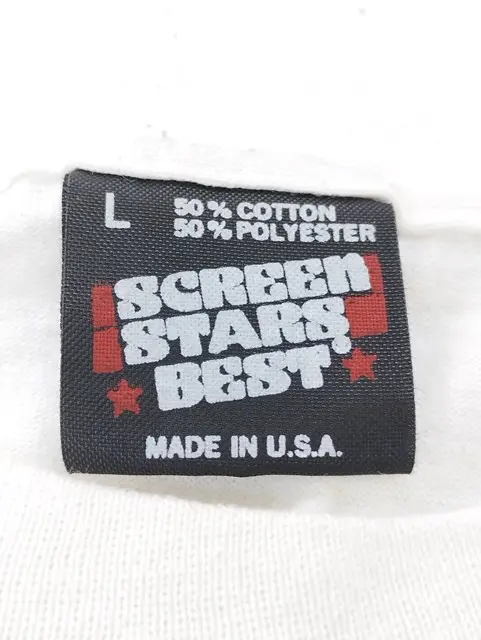 L 50% COTTON
50% POLYESTER
SCREEN
STARS
BEST®
MADE IN U.S.A.